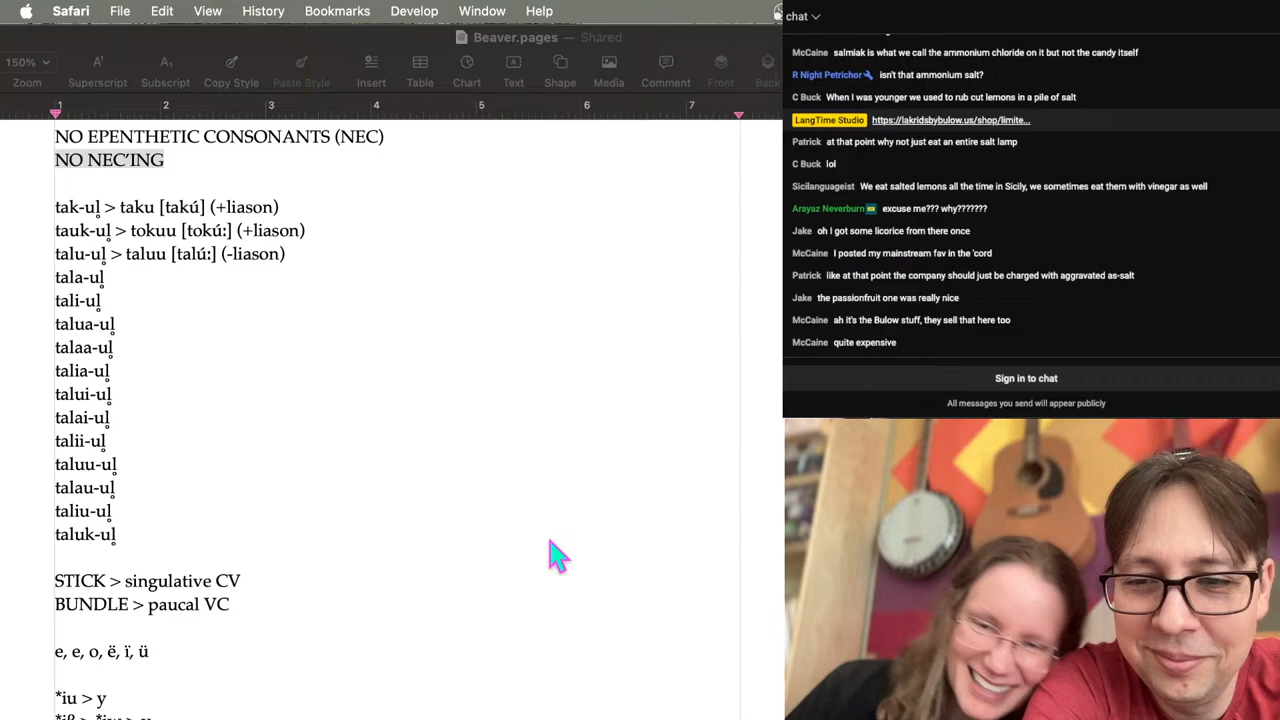 Safari File Edit View History Bookmarks Develop Window Help
Beaver.pages — Shared
150%
Zoom Superscript Subscript Copy Style Paste Style Insert Table Chart Text Shape Media Comment Front Back
1 2 3 4 5 6 7
NO EPENTHETIC CONSONANTS (NEC)
NO NEC’ING
tak-ul̥ > taku [takú] (+liason)
tauk-ul̥ > tokuu [tokú:] (+liason)
talu-ul̥ > taluu [talú:] (-liason)
tala-ul̥
tali-ul̥
talua-ul̥
talaa-ul̥
talia-ul̥
talui-ul̥
talai-ul̥
talii-ul̥
taluu-ul̥
talau-ul̥
taliu-ul̥
taluk-ul̥
STICK > singulative CV
BUNDLE > paucal VC
e, e, o, ë, ï, ü
*iu > y
chat
McCaine salmiak is what we call the ammonium chloride on it but not the candy itself
R Night Petrichor isn't that ammonium salt?
C Buck When I was younger we used to rub cut lemons in a pile of salt
LangTime Studio https://lakridsbybulow.us/shop/limite...
Patrick at that point why not just eat an entire salt lamp
C Buck lol
Sicilanguageist We eat salted lemons all the time in Sicily, we sometimes eat them with vinegar as well
Arayaz Neverburn excuse me??? why???????
Jake oh I got some licorice from there once
McCaine I posted my mainstream fav in the 'cord
Patrick like at that point the company should just be charged with aggravated as-salt
Jake the passionfruit one was really nice
McCaine ah it's the Bulow stuff, they sell that here too
McCaine quite expensive
Sign in to chat
All messages you send will appear publicly